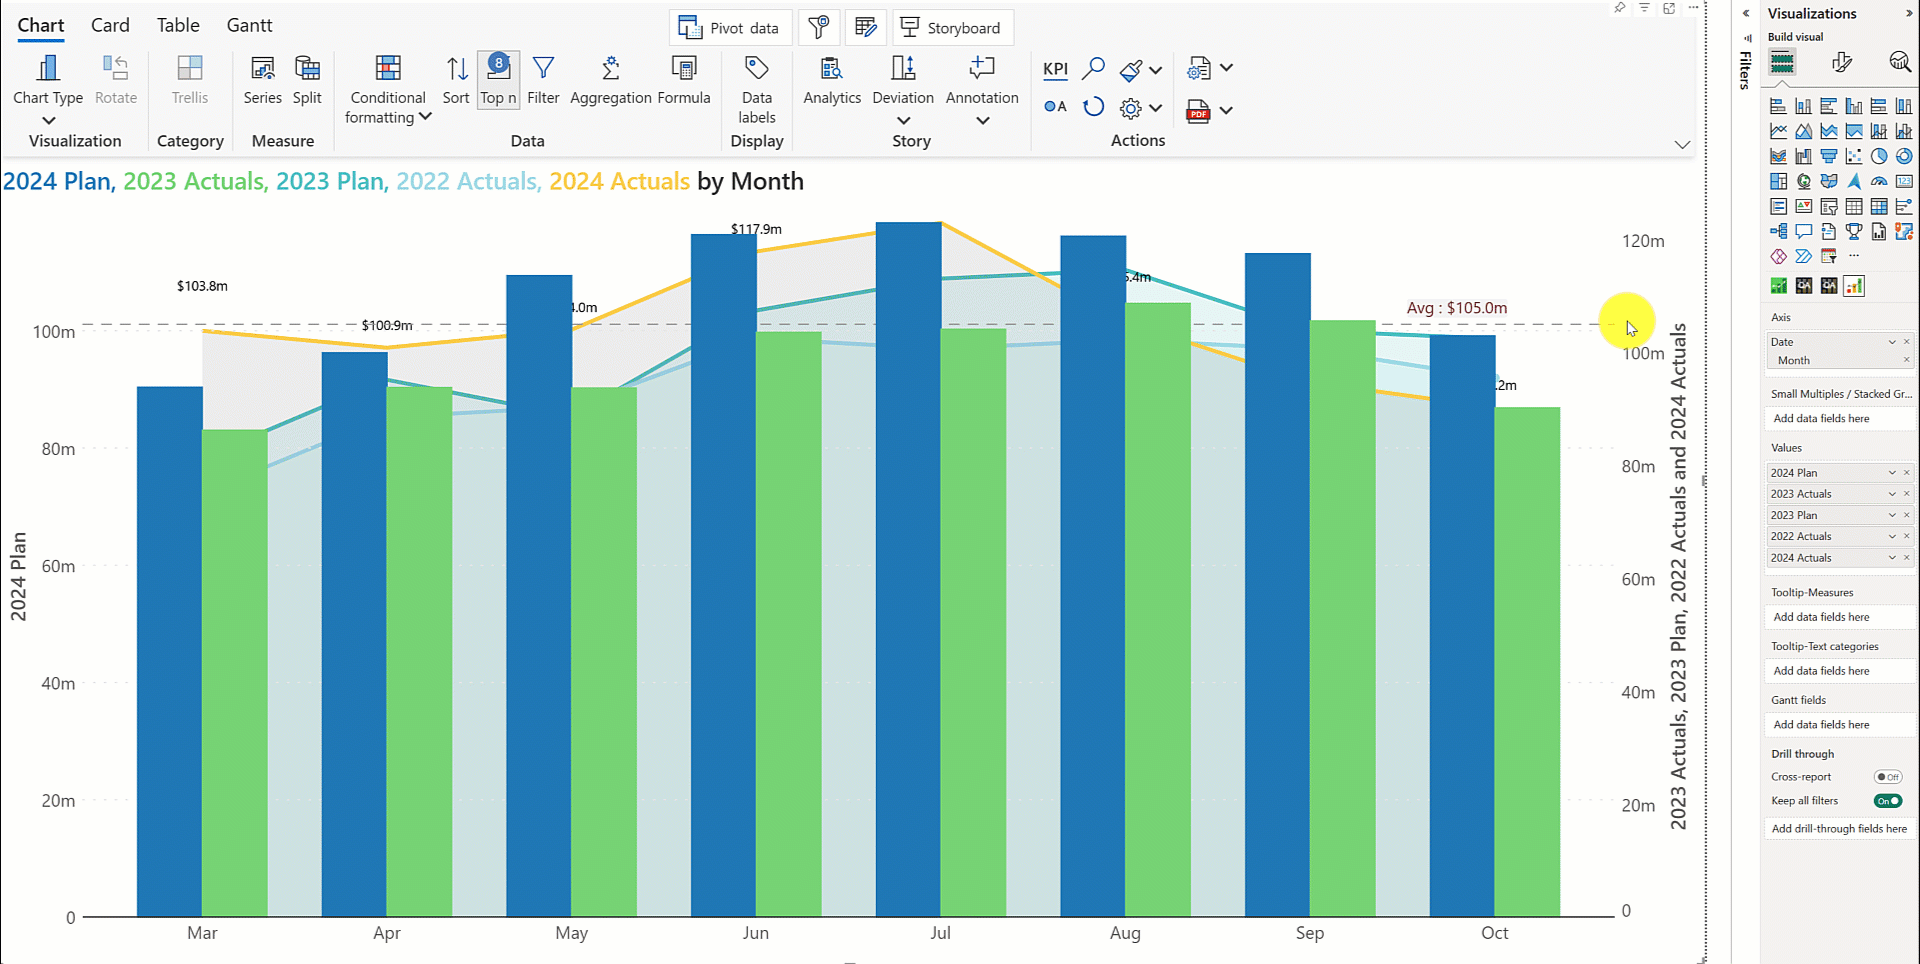 Chart Card Table Gantt
Pivot data
Storyboard
Chart Type
Rotate
Trellis
Series
Split
Conditional
formatting
Sort
8
Top n
Filter
Aggregation
Formula
Data
labels
Analytics
Deviation
Annotation
KPI
A
PDF
Visualization
Category
Measure
Data
Display
Story
Actions
2024 Plan, 2023 Actuals, 2023 Plan, 2022 Actuals, 2024 Actuals by Month
2024 Plan
100m
80m
60m
40m
20m
0
$103.8m
$100.9m
4.0m
$117.9m
5.4m
Avg : $105.0m
.2m
Mar
Apr
May
Jun
Jul
Aug
Sep
Oct
120m
100m
80m
60m
40m
20m
0
2023 Actuals, 2023 Plan, 2022 Actuals and 2024 Actuals
Filters
Visualizations
Build visual
123
Axis
Date
Month
Small Multiples / Stacked Gr...
Add data fields here
Values
2024 Plan
2023 Actuals
2023 Plan
2022 Actuals
2024 Actuals
Tooltip-Measures
Add data fields here
Tooltip-Text categories
Add data fields here
Gantt fields
Add data fields here
Drill through
Cross-report
Off
Keep all filters
On
Add drill-through fields here